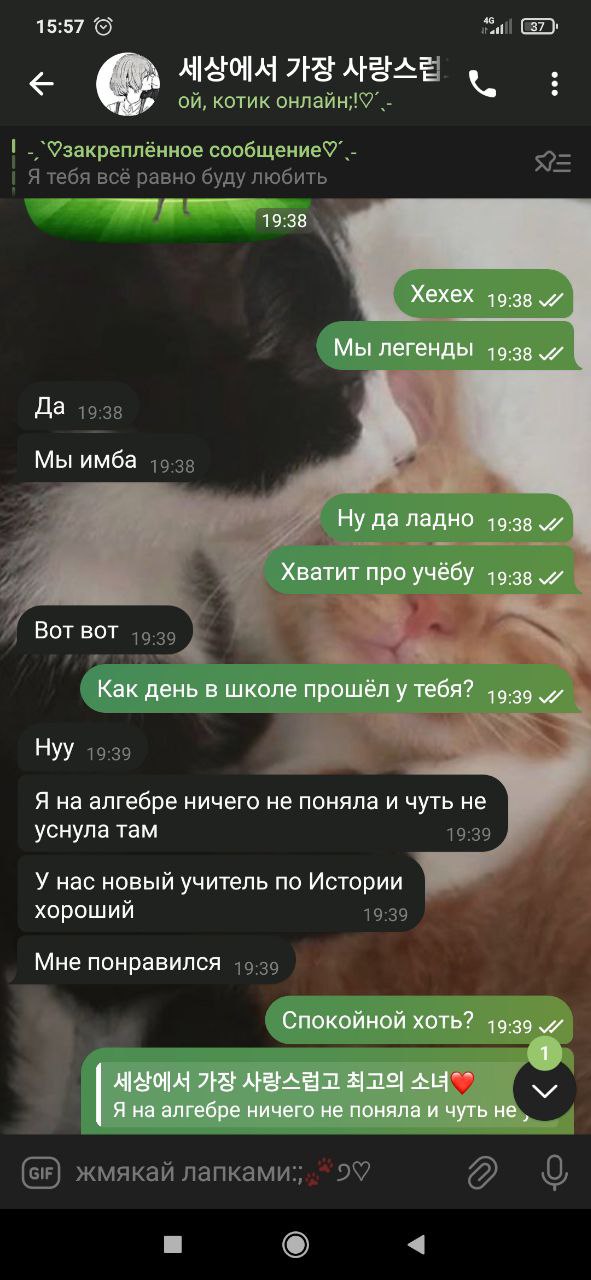 15:57
4G
37
세상에서 가장 사랑스럽
ой, котик онлайн;!♡´ˎ-
-ˏ`♡закреплённое сообщение♡´ˎ-
Я тебя всё равно буду любить
19:38
Хехех 19:38
Мы легенды 19:38
Да 19:38
Мы имба 19:38
Ну да ладно 19:38
Хватит про учёбу 19:38
Вот вот 19:39
Как день в школе прошёл у тебя? 19:39
Нуу 19:39
Я на алгебре ничего не поняла и чуть не
уснула там 19:39
У нас новый учитель по Истории
хороший 19:39
Мне понравился 19:39
Спокойной хоть? 19:39
1
세상에서 가장 사랑스럽고 최고의 소녀❤️
Я на алгебре ничего не поняла и чуть не
GIF
жмякай лапками:;🐾୨♡